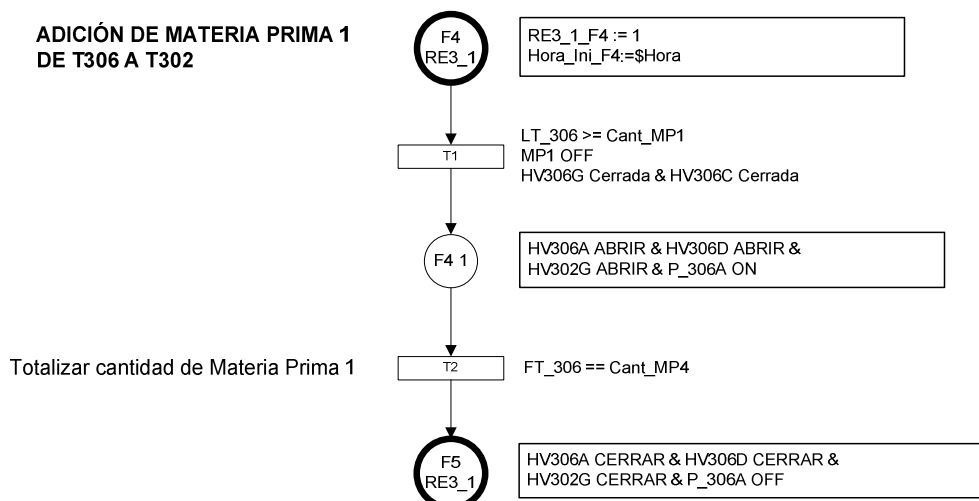 ADICIÓN DE MATERIA PRIMA 1
DE T306 A T302
F4
RE3_1
RE3_1_F4 := 1
Hora_Ini_F4:=$Hora
T1
LT_306 >= Cant_MP1
MP1 OFF
HV306G Cerrada & HV306C Cerrada
F4 1
HV306A ABRIR & HV306D ABRIR &
HV302G ABRIR & P_306A ON
Totalizar cantidad de Materia Prima 1
T2
FT_306 == Cant_MP4
F5
RE3_1
HV306A CERRAR & HV306D CERRAR &
HV302G CERRAR & P_306A OFF